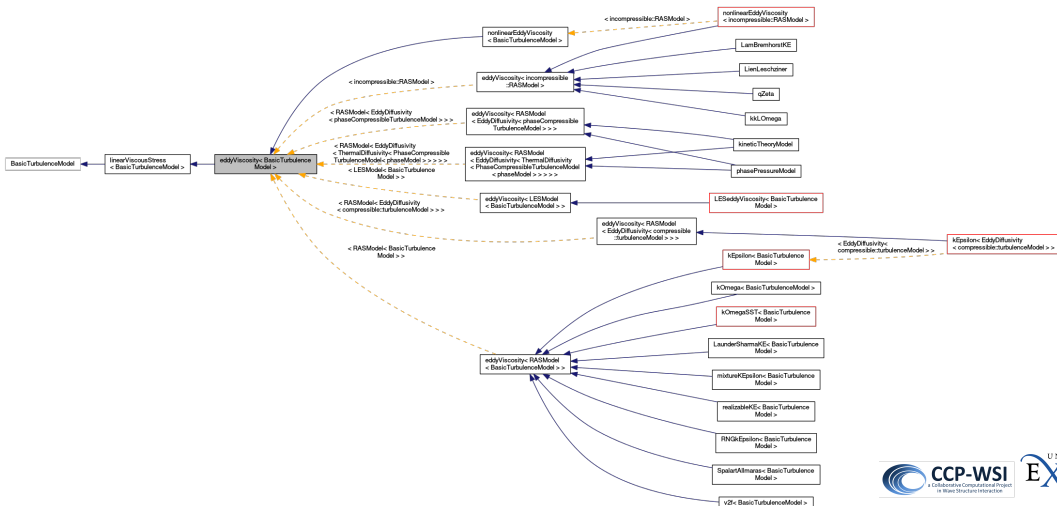 BasicTurbulenceModel
linearViscousStress
< BasicTurbulenceModel >
eddyViscosity< BasicTurbulence
Model >
< incompressible::RASModel >
< RASModel< EddyDiffusivity
< phaseCompressibleTurbulenceModel > > >
< RASModel< EddyDiffusivity
< ThermalDiffusivity< PhaseCompressible
TurbulenceModel< phaseModel > > > > >
< LESModel< BasicTurbulence
Model > >
< RASModel< EddyDiffusivity
< compressible::turbulenceModel > > >
< RASModel< BasicTurbulence
Model > >
nonlinearEddyViscosity
< BasicTurbulenceModel >
eddyViscosity< incompressible
::RASModel >
eddyViscosity< RASModel
< EddyDiffusivity< phaseCompressible
TurbulenceModel > > >
eddyViscosity< RASModel
< EddyDiffusivity< ThermalDiffusivity
< PhaseCompressibleTurbulenceModel
< phaseModel > > > > >
eddyViscosity< LESModel
< BasicTurbulenceModel > >
eddyViscosity< RASModel
< EddyDiffusivity< compressible
::turbulenceModel > > >
eddyViscosity< RASModel
< BasicTurbulenceModel > >
< incompressible::RASModel >
nonlinearEddyViscosity
< incompressible::RASModel >
LamBremhorstKE
LienLeschziner
qZeta
kkLOmega
kineticTheoryModel
phasePressureModel
LESeddyViscosity< BasicTurbulence
Model >
kEpsilon< BasicTurbulence
Model >
< EddyDiffusivity<
compressible::turbulenceModel > >
kEpsilon< EddyDiffusivity
< compressible::turbulenceModel > >
kOmega< BasicTurbulenceModel >
kOmegaSST< BasicTurbulence
Model >
LaunderSharmaKE< BasicTurbulence
Model >
mixtureKEpsilon< BasicTurbulence
Model >
realizableKE< BasicTurbulence
Model >
RNGkEpsilon< BasicTurbulence
Model >
SpalartAllmaras< BasicTurbulence
Model >
v2f< BasicTurbulenceModel >
CCP-WSI
a Collaborative Computational Project
in Wave Structure Interaction